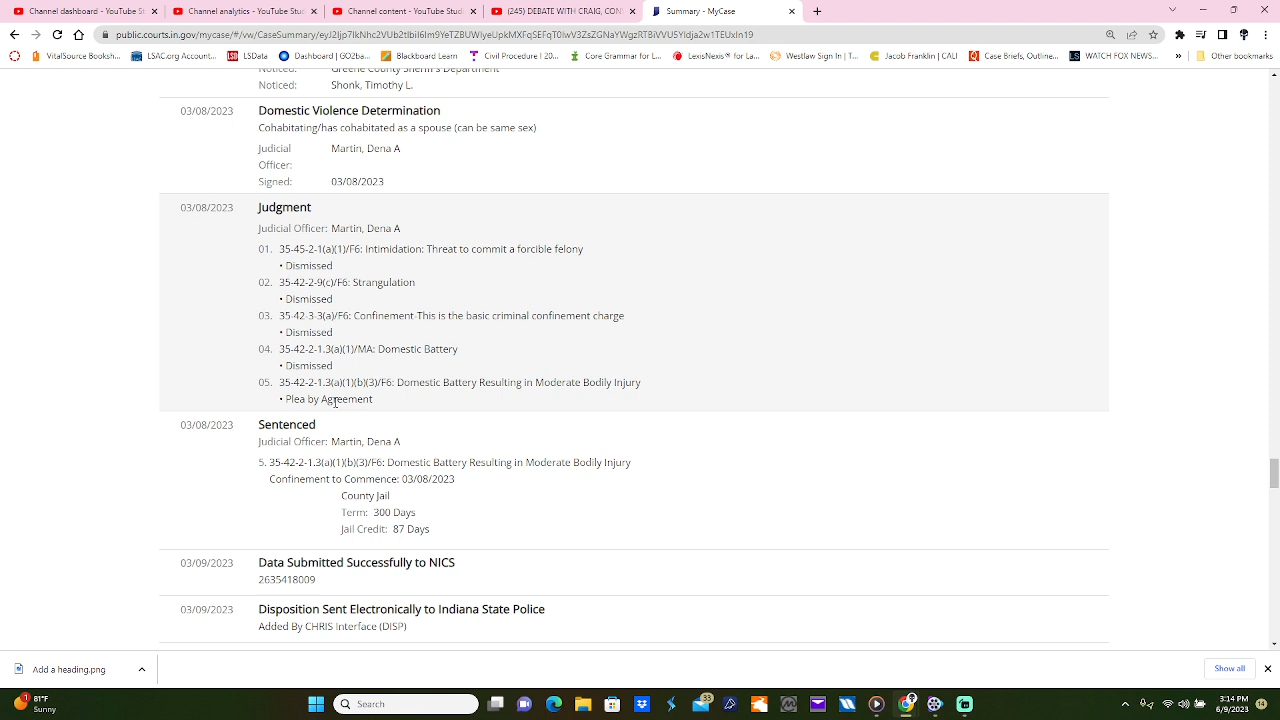 Channel dashboard - YouTube St
Channel analytics - YouTube Stud
Channel content - YouTube Studi
(245) DEBATE WITH CRAIG, CON
Summary - MyCase
VitalSource Bookshel...
LSAC.org Account...
LSData
Dashboard | GO2ba...
Blackboard Learn
Civil Procedure I 20...
Core Grammar for L...
LexisNexis® for La...
Westlaw Sign In | T...
Jacob Franklin | CALI
Case Briefs, Outline...
WATCH FOX NEWS...
»
Other bookmarks
Noticed: Greene County Sheriff's Department
Noticed: Shonk, Timothy L.
03/08/2023 Domestic Violence Determination
Cohabitating/has cohabitated as a spouse (can be same sex)
Judicial Officer: Martin, Dena A
Signed: 03/08/2023
03/08/2023 Judgment
Judicial Officer: Martin, Dena A
01. 35-45-2-1(a)(1)/F6: Intimidation: Threat to commit a forcible felony
• Dismissed
02. 35-42-2-9(c)/F6: Strangulation
• Dismissed
03. 35-42-3-3(a)/F6: Confinement-This is the basic criminal confinement charge
• Dismissed
04. 35-42-2-1.3(a)(1)/MA: Domestic Battery
• Dismissed
05. 35-42-2-1.3(a)(1)(b)(3)/F6: Domestic Battery Resulting in Moderate Bodily Injury
• Plea by Agreement
03/08/2023 Sentenced
Judicial Officer: Martin, Dena A
5. 35-42-2-1.3(a)(1)(b)(3)/F6: Domestic Battery Resulting in Moderate Bodily Injury
Confinement to Commence: 03/08/2023
County Jail
Term: 300 Days
Jail Credit: 87 Days
03/09/2023 Data Submitted Successfully to NICS
2635418009
03/09/2023 Disposition Sent Electronically to Indiana State Police
Added By CHRIS Interface (DISP)
Add a heading.png
Show all
81°F
Sunny
Search
33
3:14 PM
6/9/2023
14